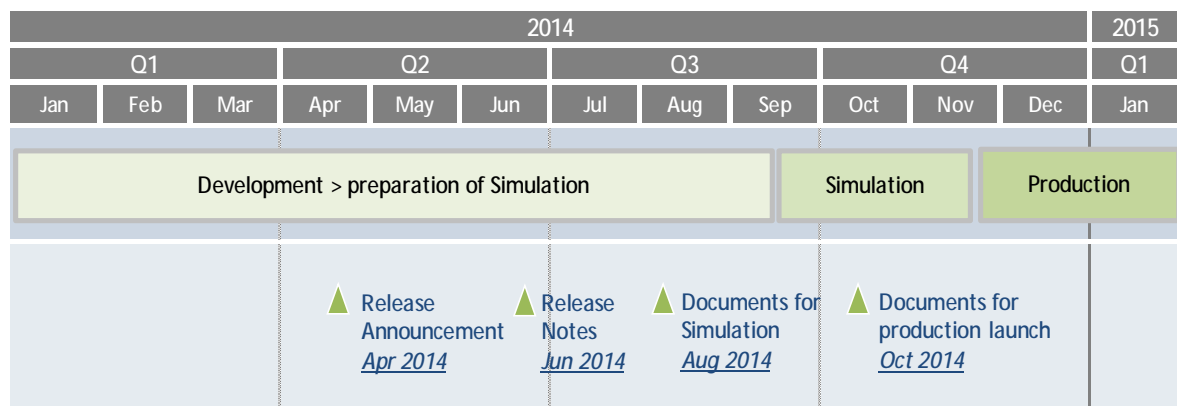 2014 2015
Q1 Q2 Q3 Q4 Q1
Jan Feb Mar Apr May Jun Jul Aug Sep Oct Nov Dec Jan
Development > preparation of Simulation Simulation Production
Release Release Documents for Documents for
Announcement Notes Simulation production launch
Apr 2014 Jun 2014 Aug 2014 Oct 2014